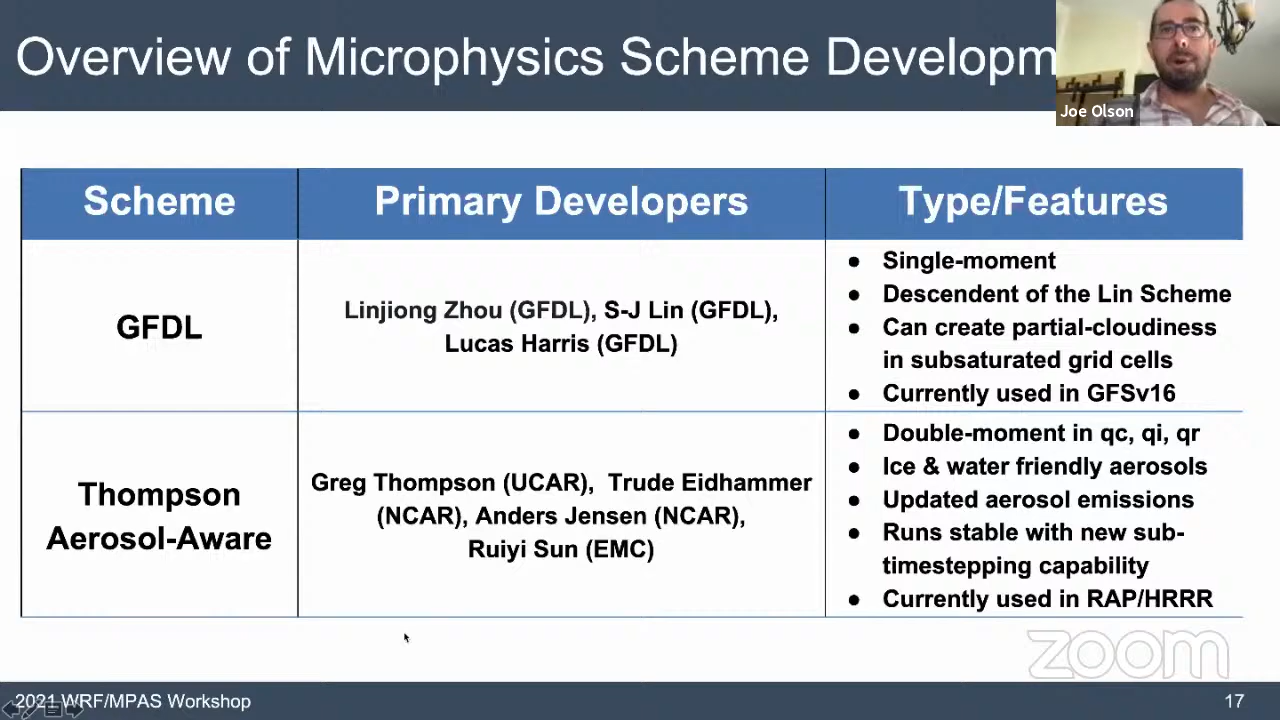 Overview of Microphysics Scheme Developm
Joe Olson
Scheme
Primary Developers
Type/Features
GFDL
Linjiong Zhou (GFDL), S-J Lin (GFDL),
Lucas Harris (GFDL)
● Single-moment
● Descendent of the Lin Scheme
● Can create partial-cloudiness
in subsaturated grid cells
● Currently used in GFSv16
Thompson
Aerosol-Aware
Greg Thompson (UCAR), Trude Eidhammer
(NCAR), Anders Jensen (NCAR),
Ruiyi Sun (EMC)
● Double-moment in qc, qi, qr
● Ice & water friendly aerosols
● Updated aerosol emissions
● Runs stable with new sub-
timestepping capability
● Currently used in RAP/HRRR
zoom
2021 WRF/MPAS Workshop
17